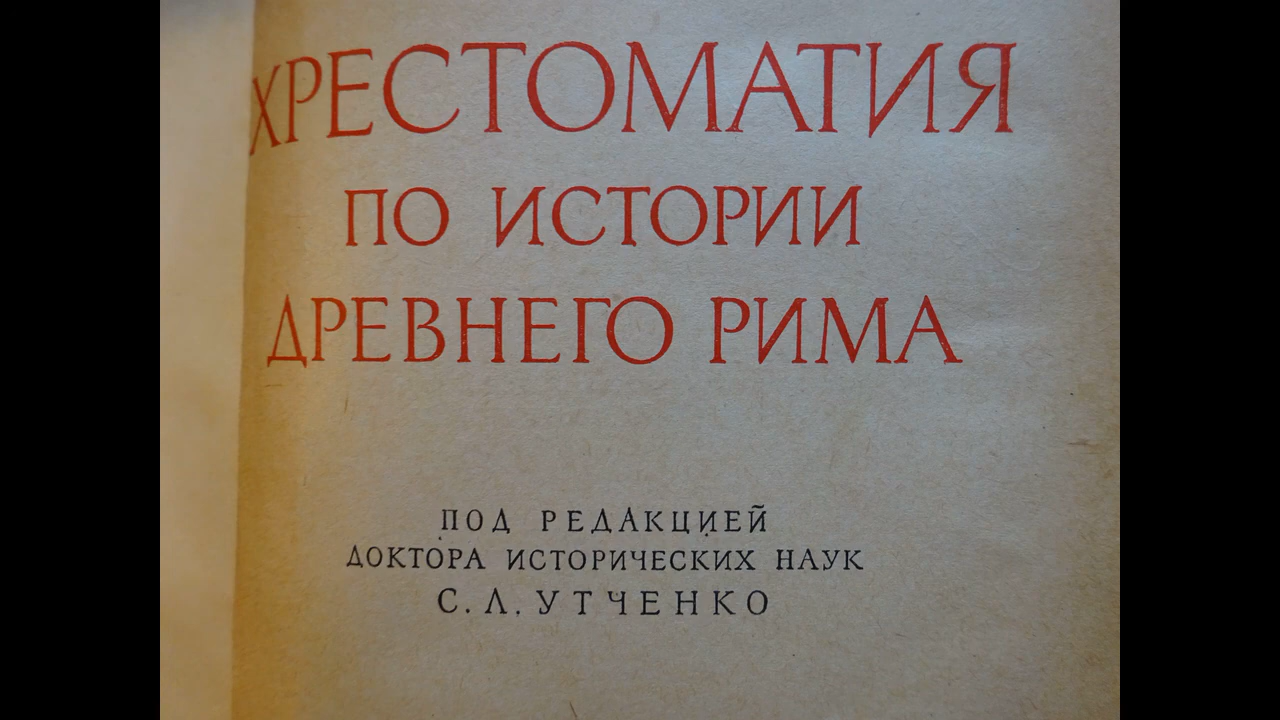 ХРЕСТОМАТИЯ
ПО ИСТОРИИ
ДРЕВНЕГО РИМА
ПОД РЕДАКЦИЕЙ
ДОКТОРА ИСТОРИЧЕСКИХ НАУК
С. Л. УТЧЕНКО